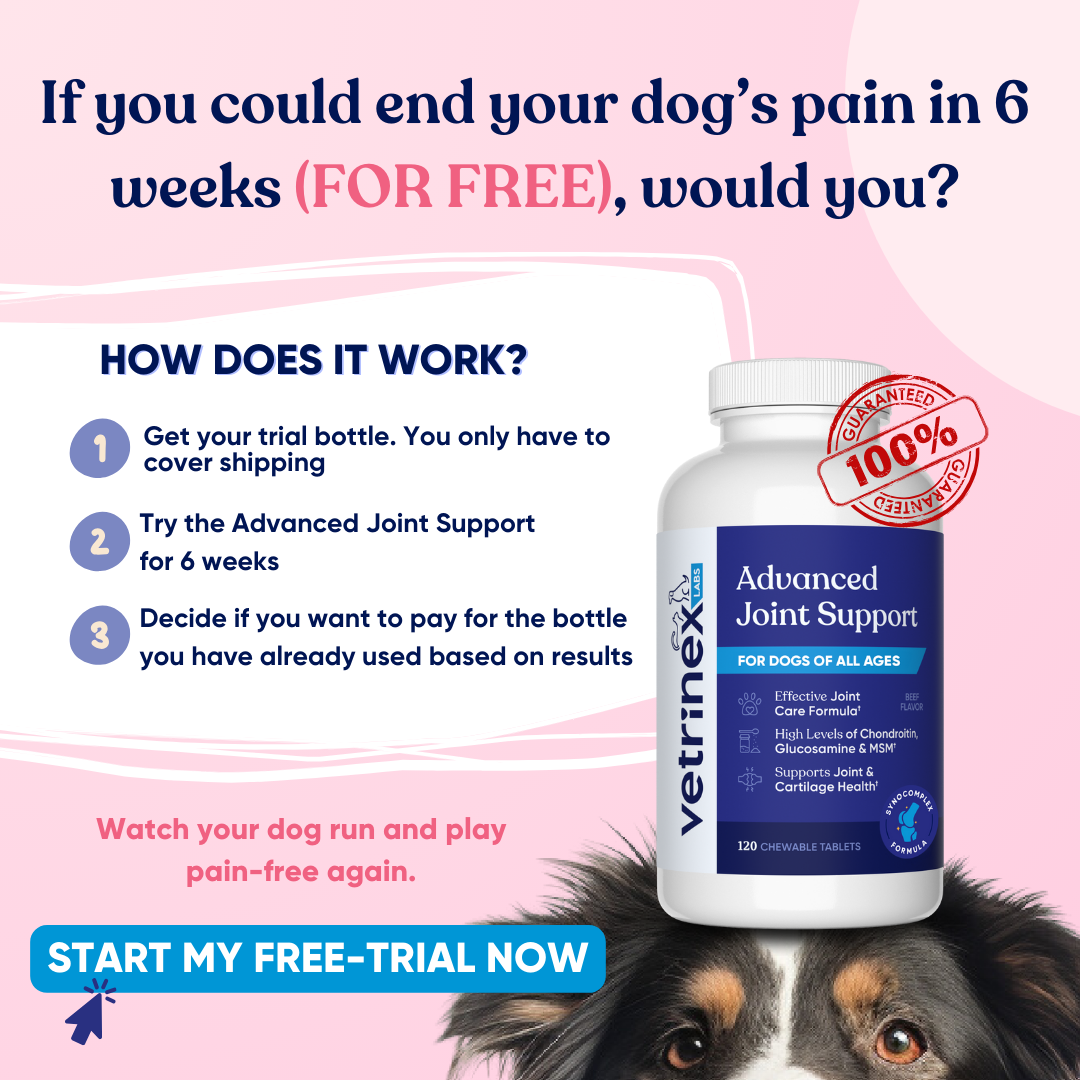 If you could end your dog's pain in 6
weeks (FOR FREE), would you?
HOW DOES IT WORK?
1
Get your trial bottle. You only have to
cover shipping
2
Try the Advanced Joint Support
for 6 weeks
3
Decide if you want to pay for the bottle
you have already used based on results
Watch your dog run and play
pain-free again.
START MY FREE-TRIAL NOW
GUARANTEED
100%
GUARANTEED
vetrinex
LABS
Advanced
Joint Support
FOR DOGS OF ALL AGES
Effective Joint
Care Formula†
BEEF
FLAVOR
High Levels of Chondroitin,
Glucosamine & MSM†
Supports Joint &
Cartilage Health†
SYNOCOMPLEX
FORMULA
120 CHEWABLE TABLETS